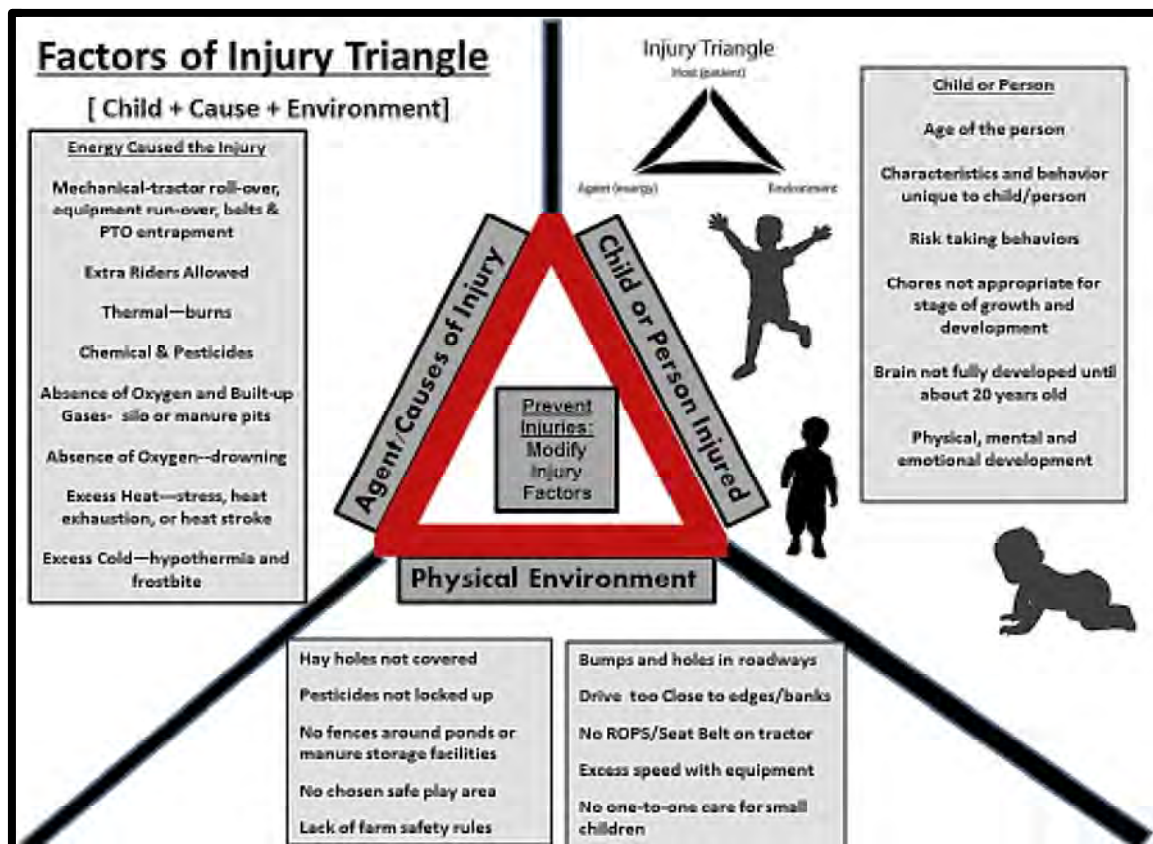 Factors of Injury Triangle
[ Child + Cause + Environment]
Energy Caused the Injury
Mechanical-tractor roll-over,
equipment run-over, belts &
PTO entrapment
Extra Riders Allowed
Thermal—burns
Chemical & Pesticides
Absence of Oxygen and Built-up
Gases- silo or manure pits
Absence of Oxygen--drowning
Excess Heat—stress, heat
exhaustion, or heat stroke
Excess Cold—hypothermia and
frostbite
Injury Triangle
Host (patient)
Agent (energy)
Environment
Child or Person
Age of the person
Characteristics and behavior
unique to child/person
Risk taking behaviors
Chores not appropriate for
stage of growth and
development
Brain not fully developed until
about 20 years old
Physical, mental and
emotional development
Agent/Causes of Injury
Child or Person Injured
Prevent
Injuries:
Modify
Injury
Factors
Physical Environment
Hay holes not covered
Pesticides not locked up
No fences around ponds or
manure storage facilities
No chosen safe play area
Lack of farm safety rules
Bumps and holes in roadways
Drive too Close to edges/banks
No ROPS/Seat Belt on tractor
Excess speed with equipment
No one-to-one care for small
children